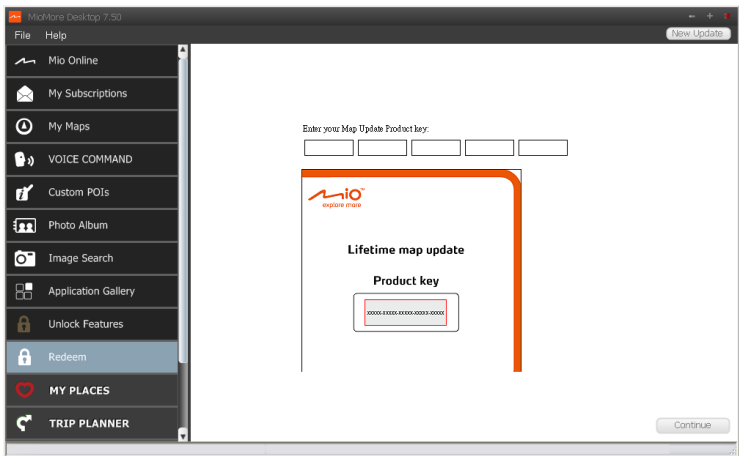 MioMore Desktop 7.50
File Help
New Update
Mio Online
My Subscriptions
My Maps
VOICE COMMAND
Custom POIs
Photo Album
Image Search
Application Gallery
Unlock Features
Redeem
MY PLACES
TRIP PLANNER
Enter your Map Update Product key:
mio™
explore more
Lifetime map update
Product key
xxxxx-xxxxx-xxxxx-xxxxx-xxxxx
Continue